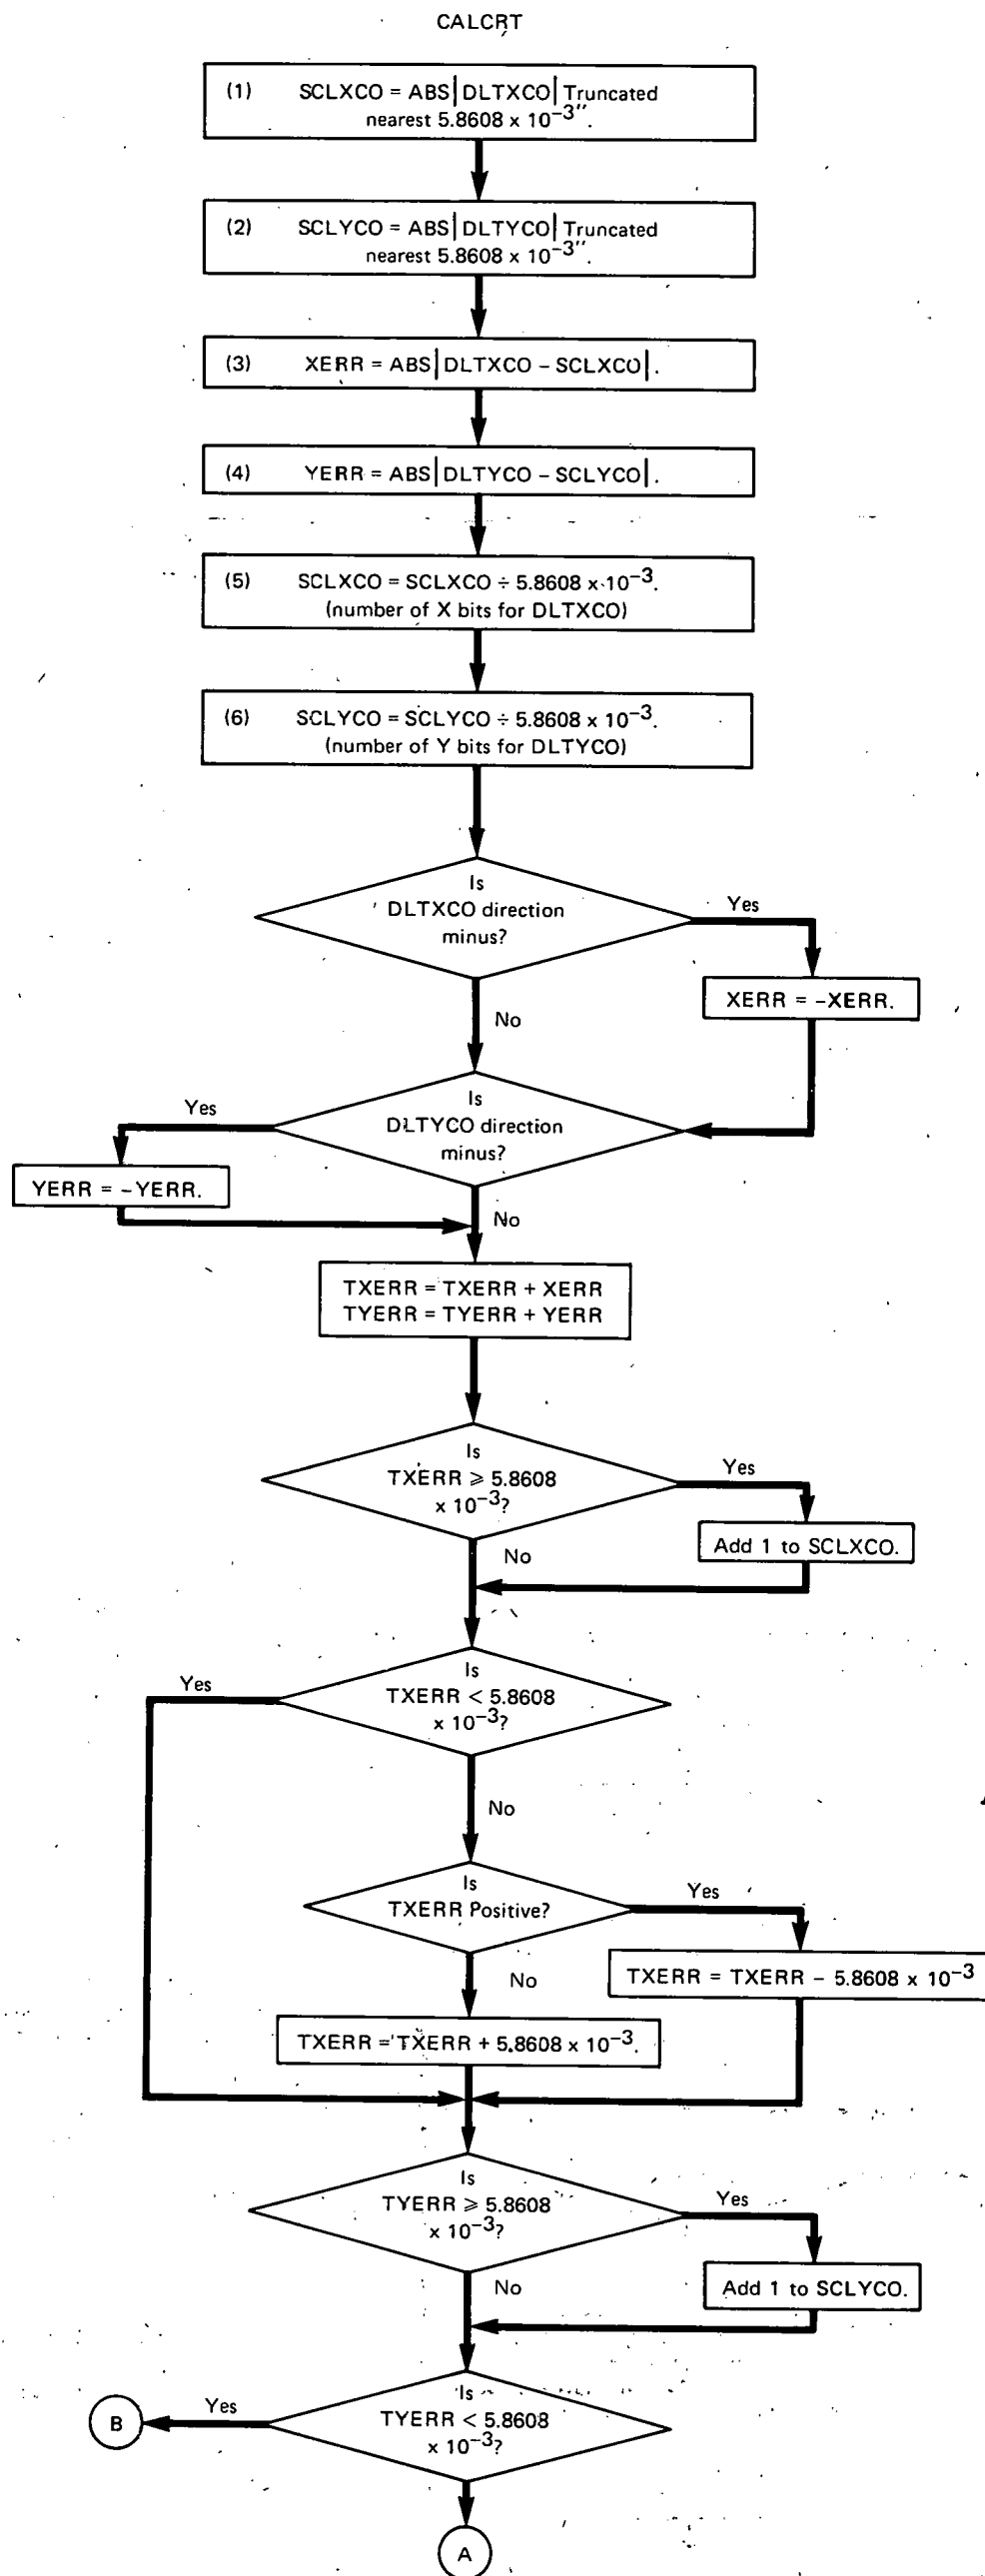 CALCRT
(1) SCLXCO = ABS|DLTXCO| Truncated
nearest 5.8608 x 10⁻³″.
(2) SCLYCO = ABS|DLTYCO| Truncated
nearest 5.8608 x 10⁻³″.
(3) XERR = ABS|DLTXCO – SCLXCO|.
(4) YERR = ABS|DLTYCO – SCLYCO|.
(5) SCLXCO = SCLXCO ÷ 5.8608 x 10⁻³.
(number of X bits for DLTXCO)
(6) SCLYCO = SCLYCO ÷ 5.8608 x 10⁻³.
(number of Y bits for DLTYCO)
Is
DLTXCO direction
minus?
Yes
XERR = –XERR.
No
Is
DLTYCO direction
minus?
Yes
YERR = –YERR.
No
TXERR = TXERR + XERR
TYERR = TYERR + YERR
Is
TXERR ⩾ 5.8608
x 10⁻³?
Yes
Add 1 to SCLXCO.
No
Is
TXERR < 5.8608
x 10⁻³?
Yes
No
Is
TXERR Positive?
Yes
TXERR = TXERR – 5.8608 x 10⁻³
No
TXERR = TXERR + 5.8608 x 10⁻³.
Is
TYERR ⩾ 5.8608
x 10⁻³?
Yes
Add 1 to SCLYCO.
No
Is
TYERR < 5.8608
x 10⁻³?
Yes
B
A